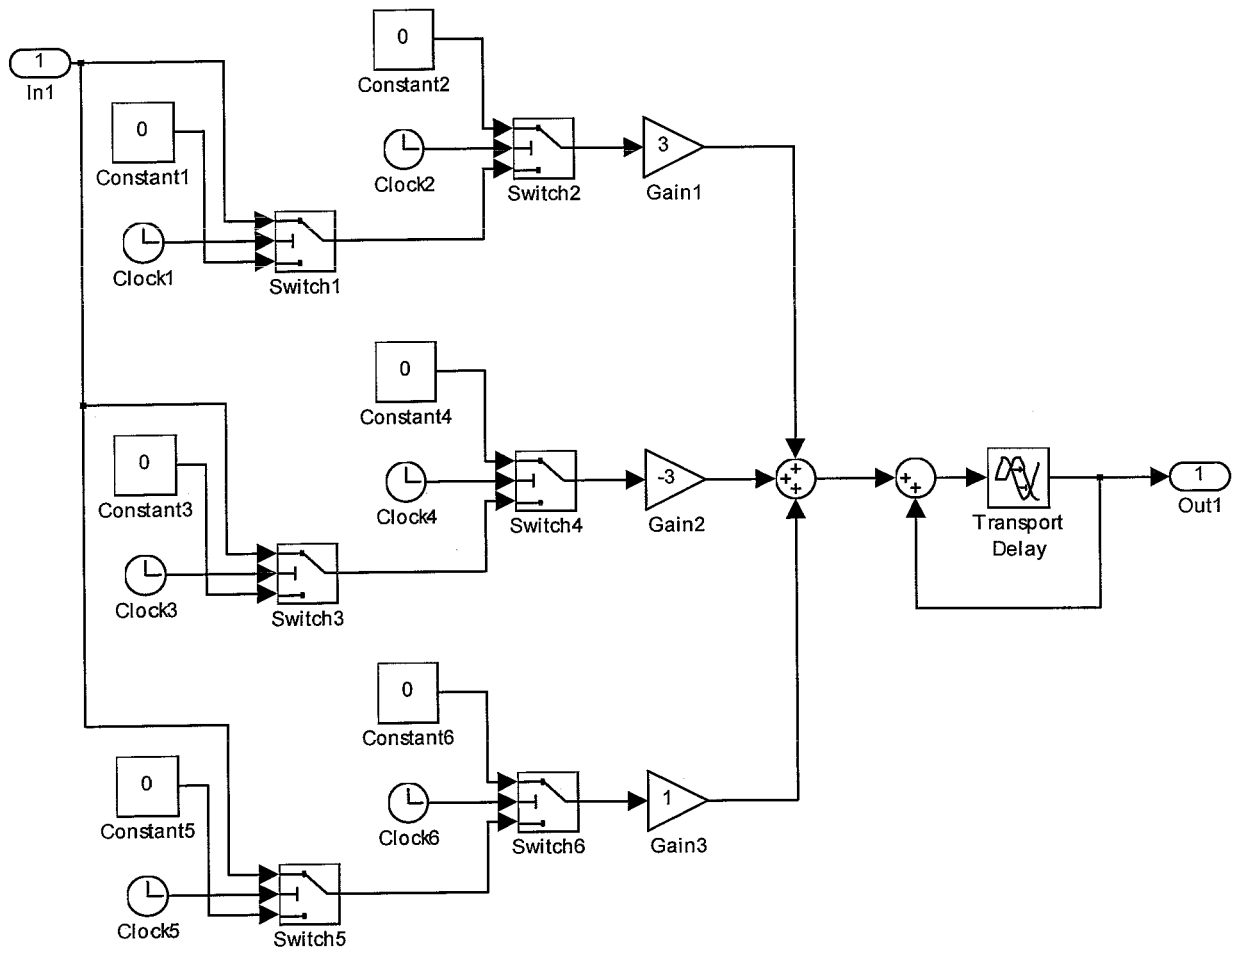 0
Constant2
1
In1
0
Constant1
Clock2
Switch2
3
Gain1
Clock1
Switch1
0
Constant4
0
Constant3
Clock4
Switch4
-3
Gain2
+
+
+
+
+
Transport
Delay
1
Out1
Clock3
Switch3
0
Constant6
0
Constant5
Clock6
Switch6
1
Gain3
Clock5
Switch5